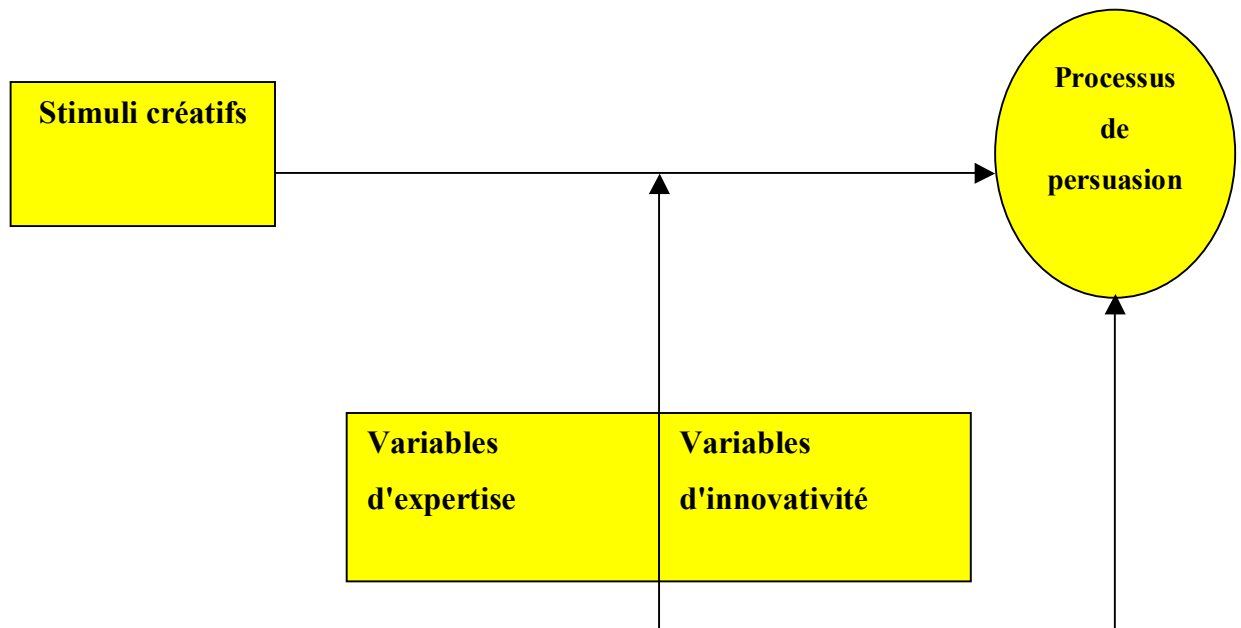 Stimuli créatifs
Processus
de
persuasion
Variables
d'expertise
Variables
d'innovativité